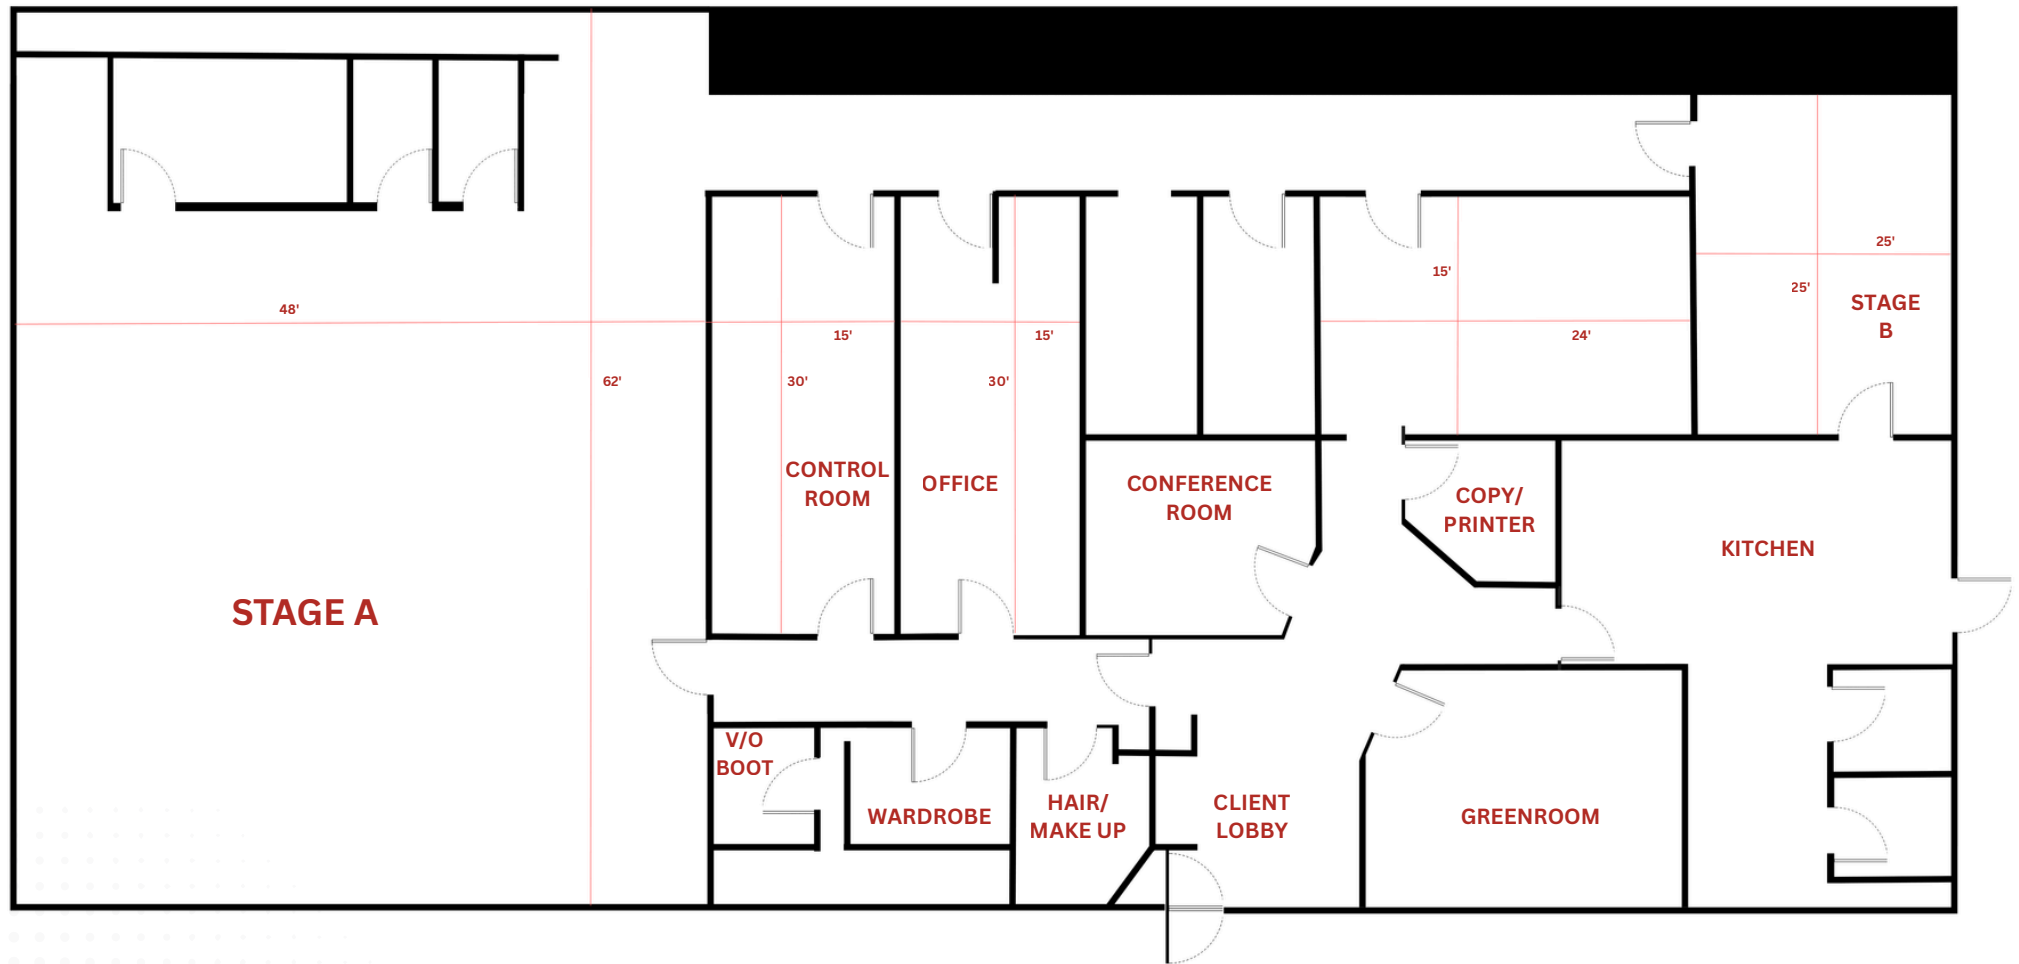 25'
15'
25'
STAGE
B
48'
15'
15'
24'
62'
30'
30'
CONTROL
ROOM
OFFICE
CONFERENCE
ROOM
COPY/
PRINTER
KITCHEN
STAGE A
V/O
BOOT
WARDROBE
HAIR/
MAKE UP
CLIENT
LOBBY
GREENROOM